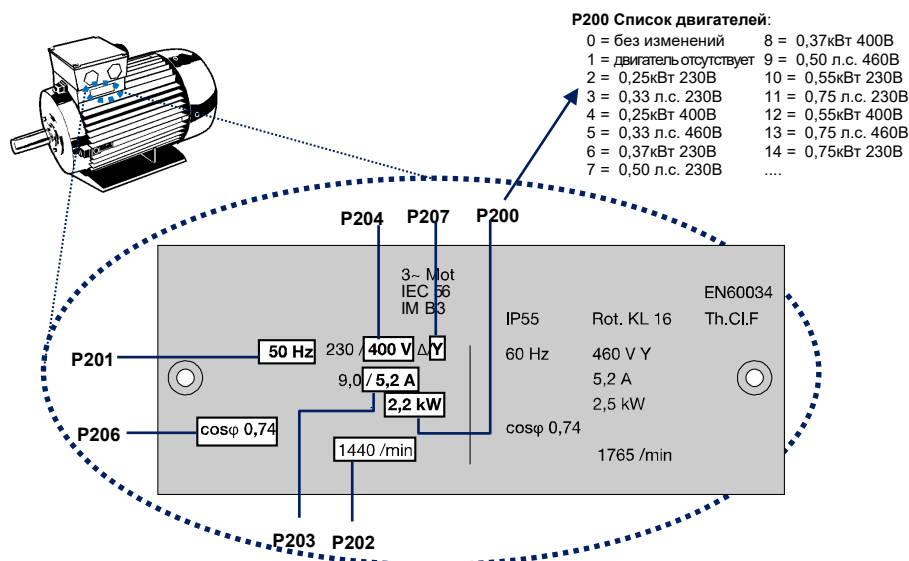 P200 Список двигателей:
0 = без изменений
1 = двигатель отсутствует
2 = 0,25кВт 230В
3 = 0,33 л.с. 230В
4 = 0,25кВт 400В
5 = 0,33 л.с. 460В
6 = 0,37кВт 230В
7 = 0,50 л.с. 230В
8 = 0,37кВт 400В
9 = 0,50 л.с. 460В
10 = 0,55кВт 230В
11 = 0,75 л.с. 230В
12 = 0,55кВт 400В
13 = 0,75 л.с. 460В
14 = 0,75кВт 230В
....
P204 P207 P200
3~ Mot
IEC 56
IM B3
EN60034
IP55 Rot. KL 16 Th.Cl.F
P201
50 Hz 230 / 400 V Δ/Y
60 Hz 460 V Y
9,0 / 5,2 A
5,2 A
2,2 kW
2,5 kW
P206
cosφ 0,74
cosφ 0,74
1440 /min
1765 /min
P203 P202